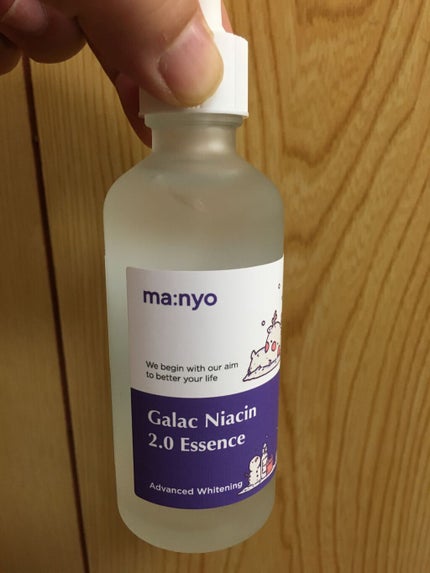 ma:nyo
We begin with our aim
to better your life
Galac Niacin
2.0 Essence
Advanced Whitening